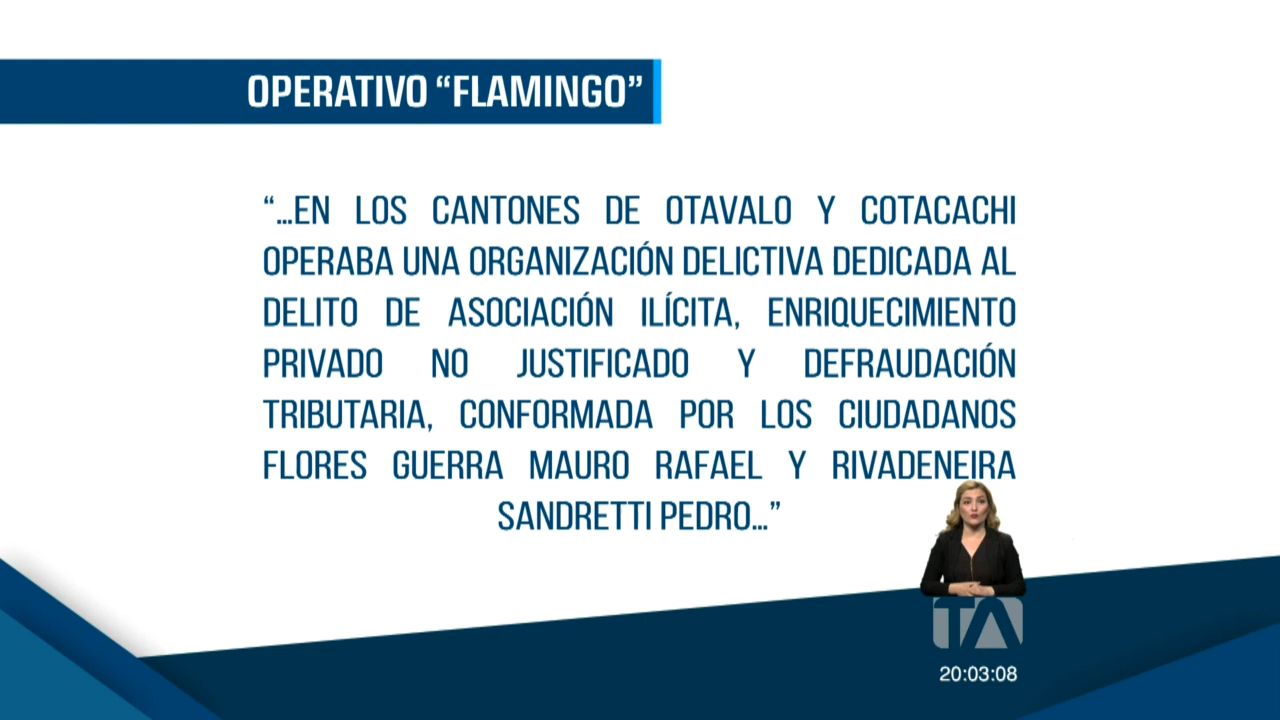 OPERATIVO “FLAMINGO”
“...EN LOS CANTONES DE OTAVALO Y COTACACHI
OPERABA UNA ORGANIZACIÓN DELICTIVA DEDICADA AL
DELITO DE ASOCIACIÓN ILÍCITA, ENRIQUECIMIENTO
PRIVADO NO JUSTIFICADO Y DEFRAUDACIÓN
TRIBUTARIA, CONFORMADA POR LOS CIUDADANOS
FLORES GUERRA MAURO RAFAEL Y RIVADENEIRA
SANDRETTI PEDRO...”
TA
20:03:08